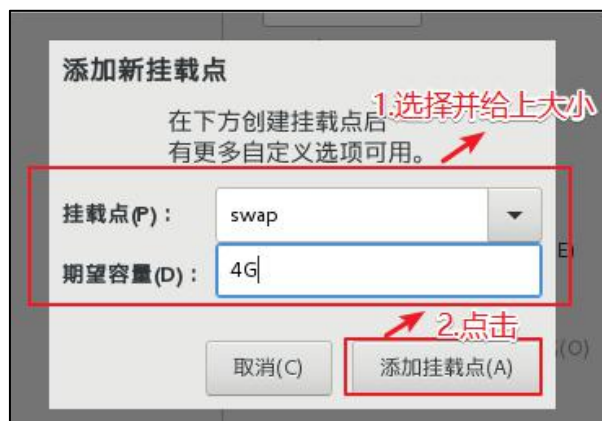 添加新挂载点
1.选择并给上大小
在下方创建挂载点后
有更多自定义选项可用。
挂载点(P)：
swap
E)
期望容量(D)：
4G
2.点击
取消(C)
添加挂载点(A)
(O)